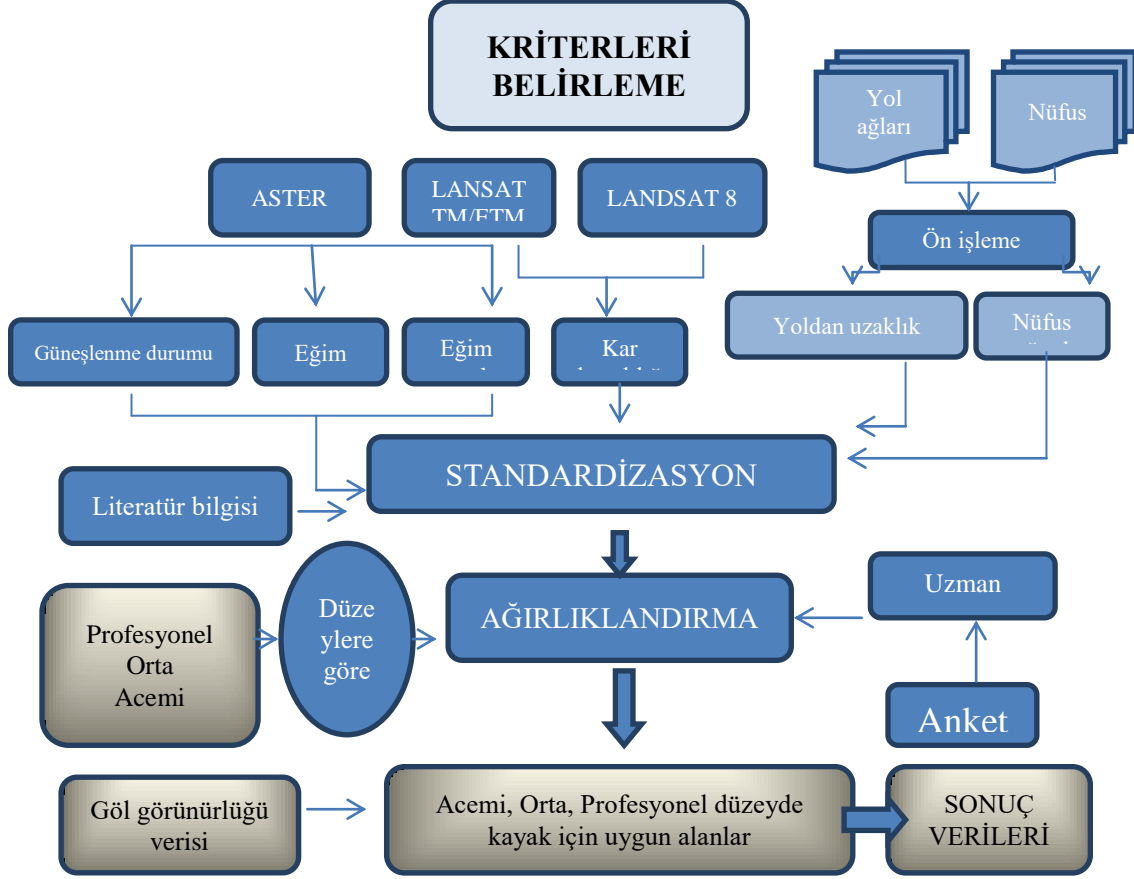 KRİTERLERİ
BELİRLEME
Yol
ağları
Nüfus
ASTER
LANSAT
TM/ETM
LANDSAT 8
Ön işleme
Güneşlenme durumu
Eğim
Eğim
Kar
Yoldan uzaklık
Nüfus
STANDARDİZASYON
Literatür bilgisi
Profesyonel
Orta
Acemi
Düze
ylere
göre
AĞIRLIKLANDIRMA
Uzman
Anket
Göl görünürlüğü
verisi
Acemi, Orta, Profesyonel düzeyde
kayak için uygun alanlar
SONUÇ
VERİLERİ